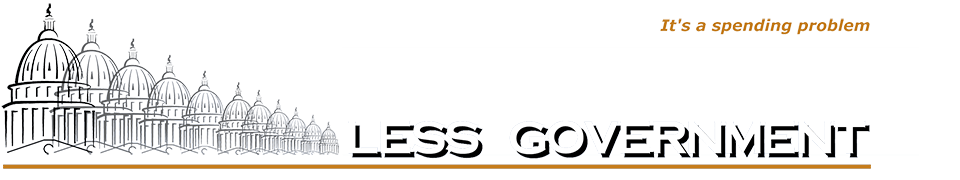 It's a spending problem
LESS GOVERNMENT